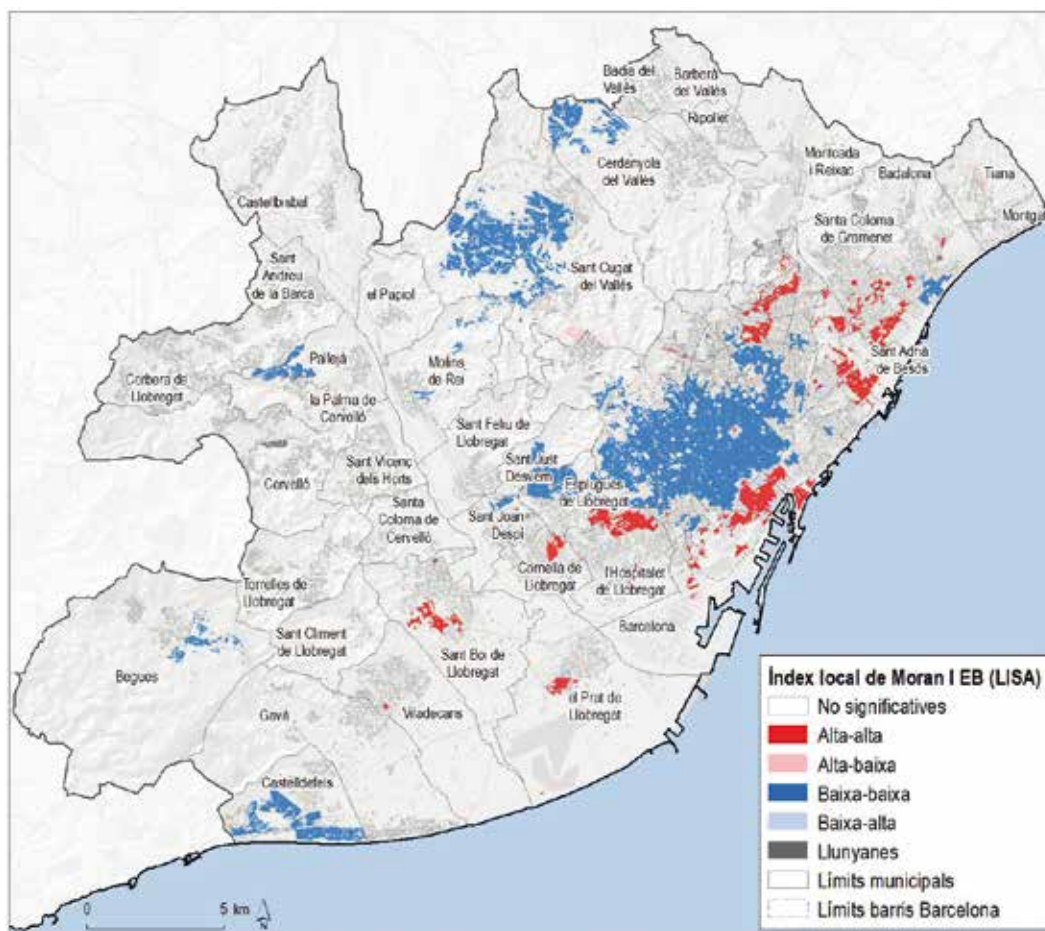 Badia del
Vallès
Barberà
del Vallès
Ripollet
Cerdanyola
del Vallès
Montcada
i Reixac
Badalona
Tiana
Montgat
Castellbisbal
Santa Coloma
de Gramenet
Sant
Andreu
de la Barca
el Papiol
Sant Cugat
del Vallès
Pallejà
Molins
de Rei
Sant Adrià
de Besòs
Corbera de
Llobregat
la Palma de
Cervelló
Sant Feliu de
Llobregat
Sant Just
Desvern
Cervelló
Sant Vicenç
dels Horts
Esplugues
de Llobregat
Santa
Coloma de
Cervelló
Sant Joan
Despí
Cornellà de
Llobregat
l'Hospitalet
de Llobregat
Torrelles de
Llobregat
Barcelona
Sant Climent
de Llobregat
Sant Boi de
Llobregat
Begues
el Prat de
Llobregat
Gavà
Viladecans
Castelldefels
Índex local de Moran I EB (LISA)
No significatives
Alta-alta
Alta-baixa
Baixa-baixa
Baixa-alta
Llunyanes
Límits municipals
Límits barris Barcelona
0 5 km
N